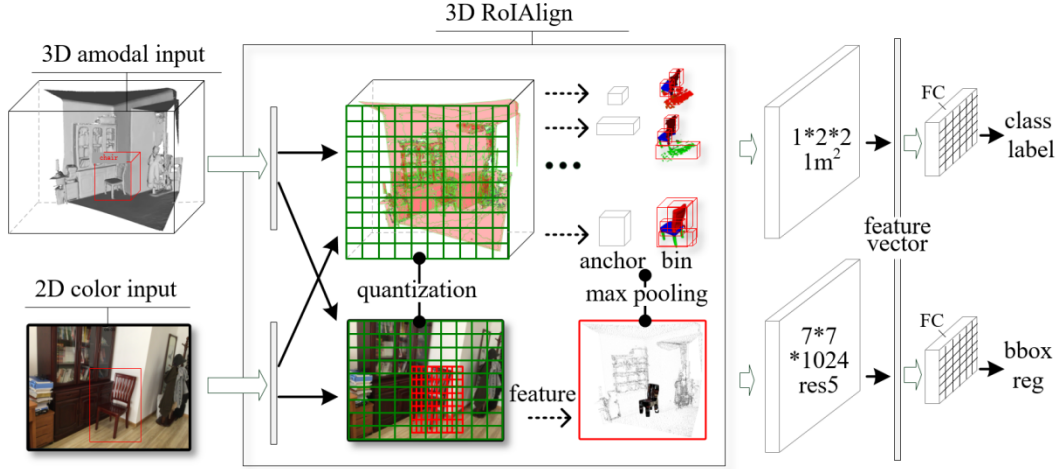 3D RoIAlign
3D amodal input
chair
2D color input
quantization
feature
anchor bin
max pooling
1*2*2
1m²
7*7
*1024
res5
feature
vector
FC
class
label
FC
bbox
reg